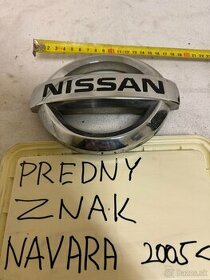 NISSAN
PREDNY
ZNAK
NAVARA 2005<